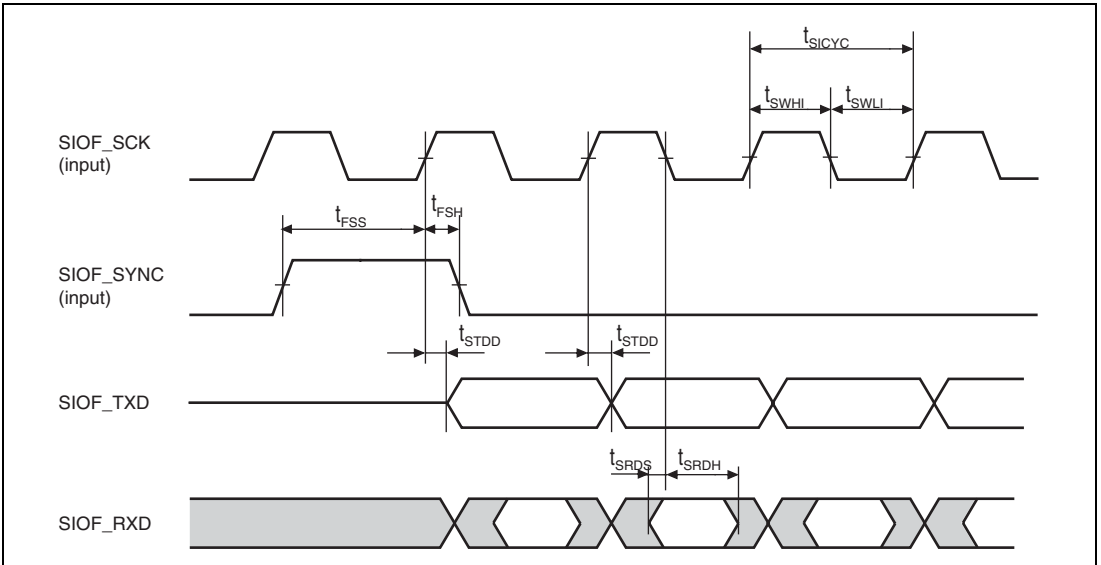 tSICYC
tSWHI tSWLI
SIOF_SCK
(input)
tFSS tFSH
SIOF_SYNC
(input)
tSTDD tSTDD
SIOF_TXD
tSRDS tSRDH
SIOF_RXD